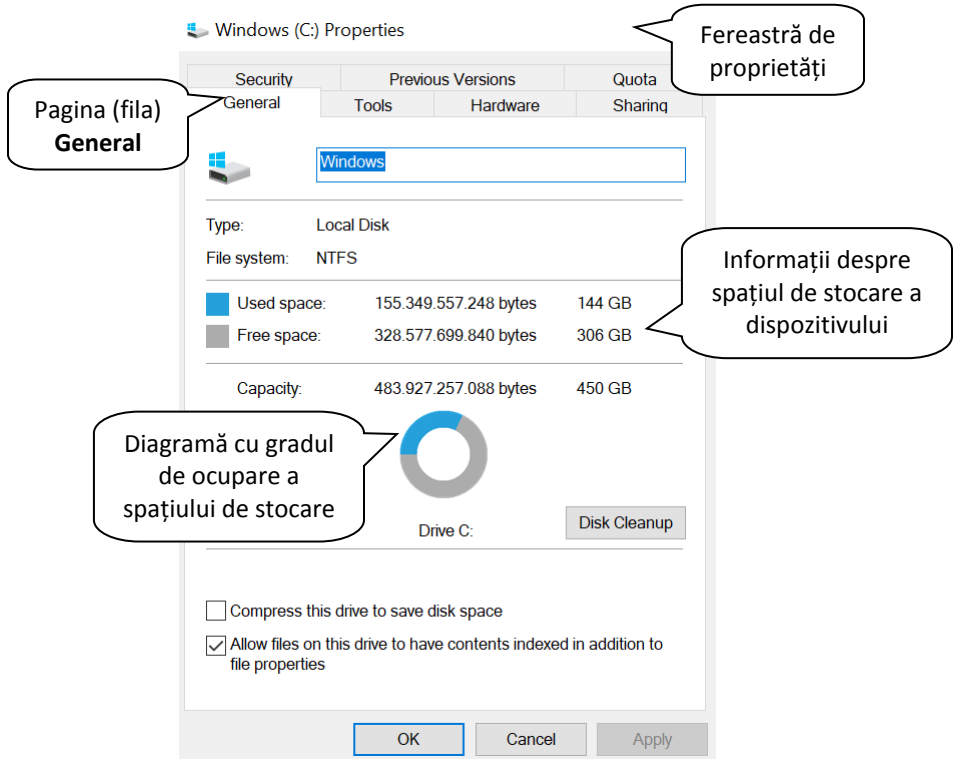 Windows (C:) Properties
Fereastră de
proprietăți
Security Previous Versions Quota
General Tools Hardware Sharing
Pagina (fila)
General
Windows
Type: Local Disk
File system: NTFS
Informații despre
spațiul de stocare a
dispozitivului
Used space: 155.349.557.248 bytes 144 GB
Free space: 328.577.699.840 bytes 306 GB
Capacity: 483.927.257.088 bytes 450 GB
Diagramă cu gradul
de ocupare a
spațiului de stocare
Drive C:
Disk Cleanup
Compress this drive to save disk space
Allow files on this drive to have contents indexed in addition to
file properties
OK Cancel Apply